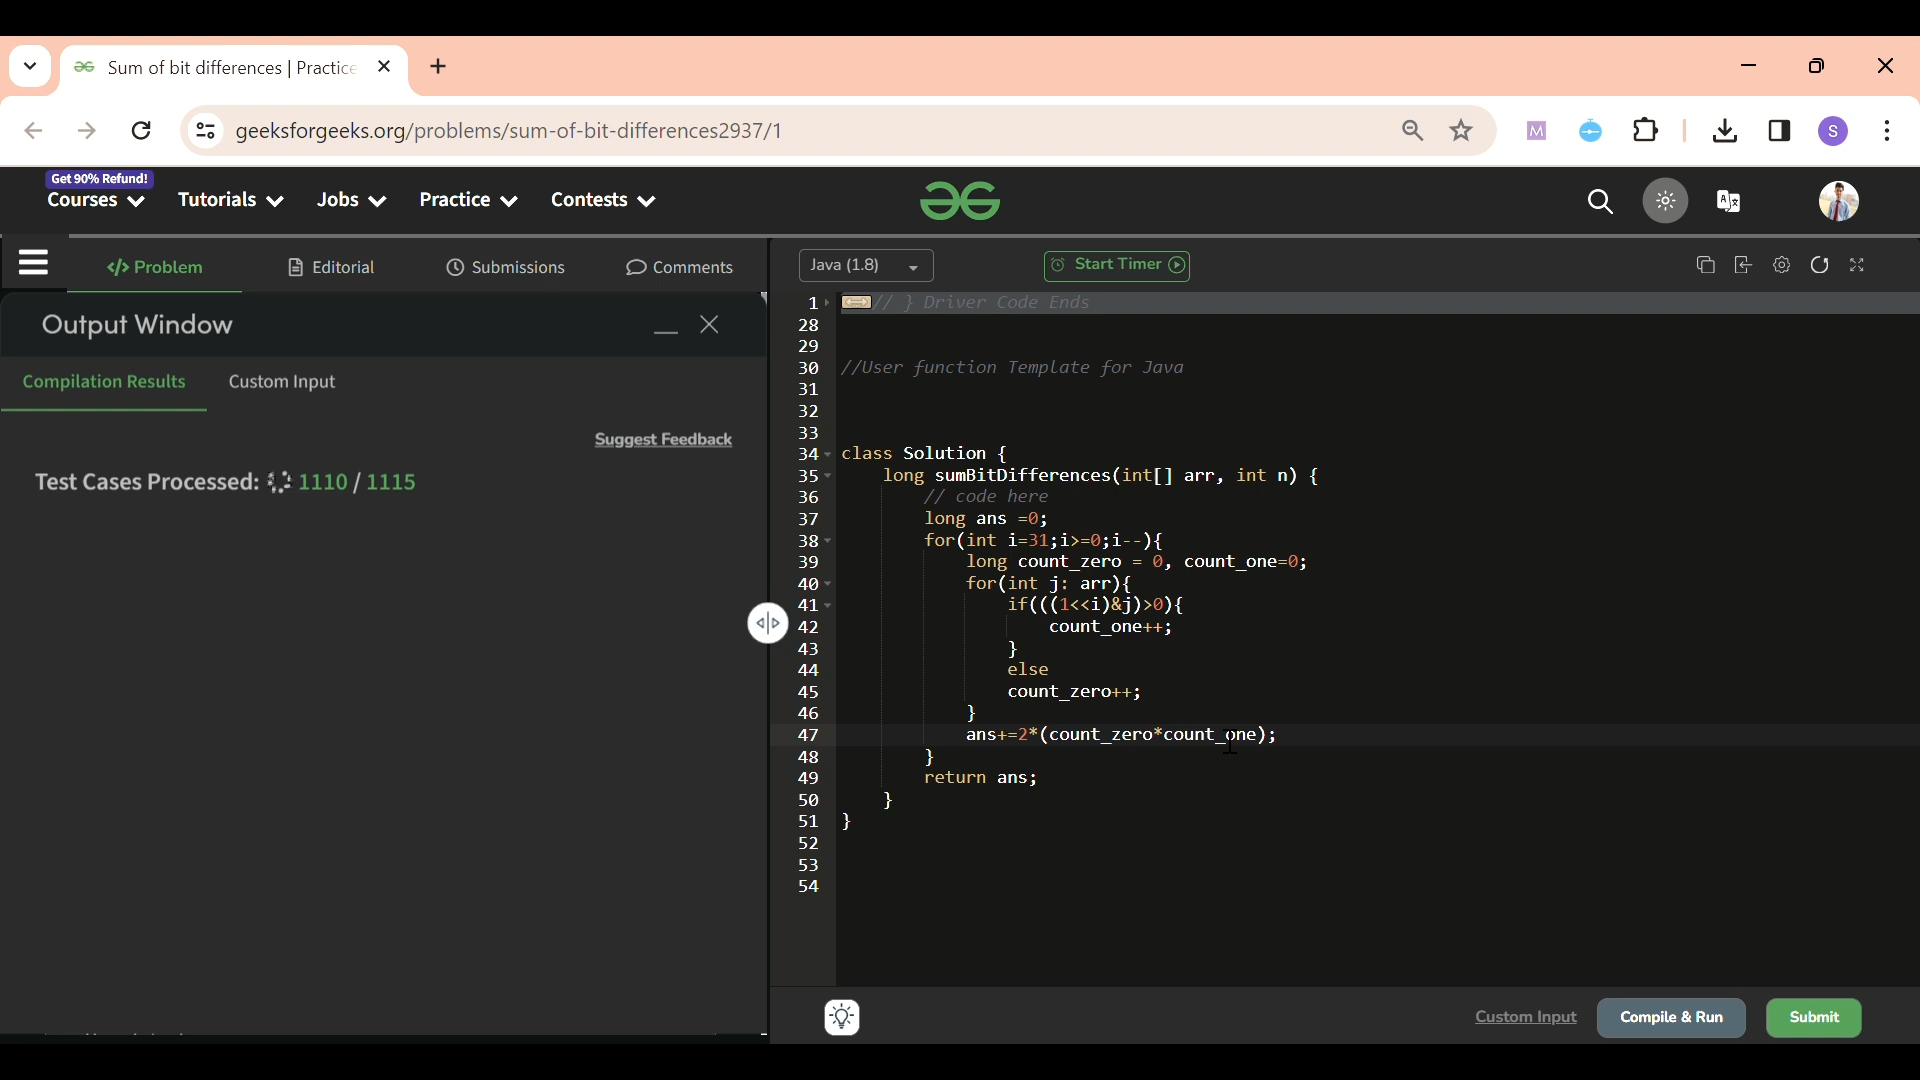 Sum of bit differences | Practice
geeksforgeeks.org/problems/sum-of-bit-differences2937/1
M
S
Get 90% Refund!
Courses Tutorials Jobs Practice Contests
</> Problem Editorial Submissions Comments
Java (1.8) Start Timer
Output Window
Compilation Results Custom Input
Suggest Feedback
Test Cases Processed: 1110 / 1115
1 // } Driver Code Ends
28
29
30 //User function Template for Java
31
32
33
34 class Solution {
35 long sumBitDifferences(int[] arr, int n) {
36 // code here
37 long ans =0;
38 for(int i=31;i>=0;i--){
39 long count_zero = 0, count_one=0;
40 for(int j: arr){
41 if(((1<<i)&j)>0){
42 count_one++;
43 }
44 else
45 count_zero++;
46 }
47 ans+=2*(count_zero*count_one);
48 }
49 return ans;
50 }
51 }
52
53
54
Custom Input Compile & Run Submit